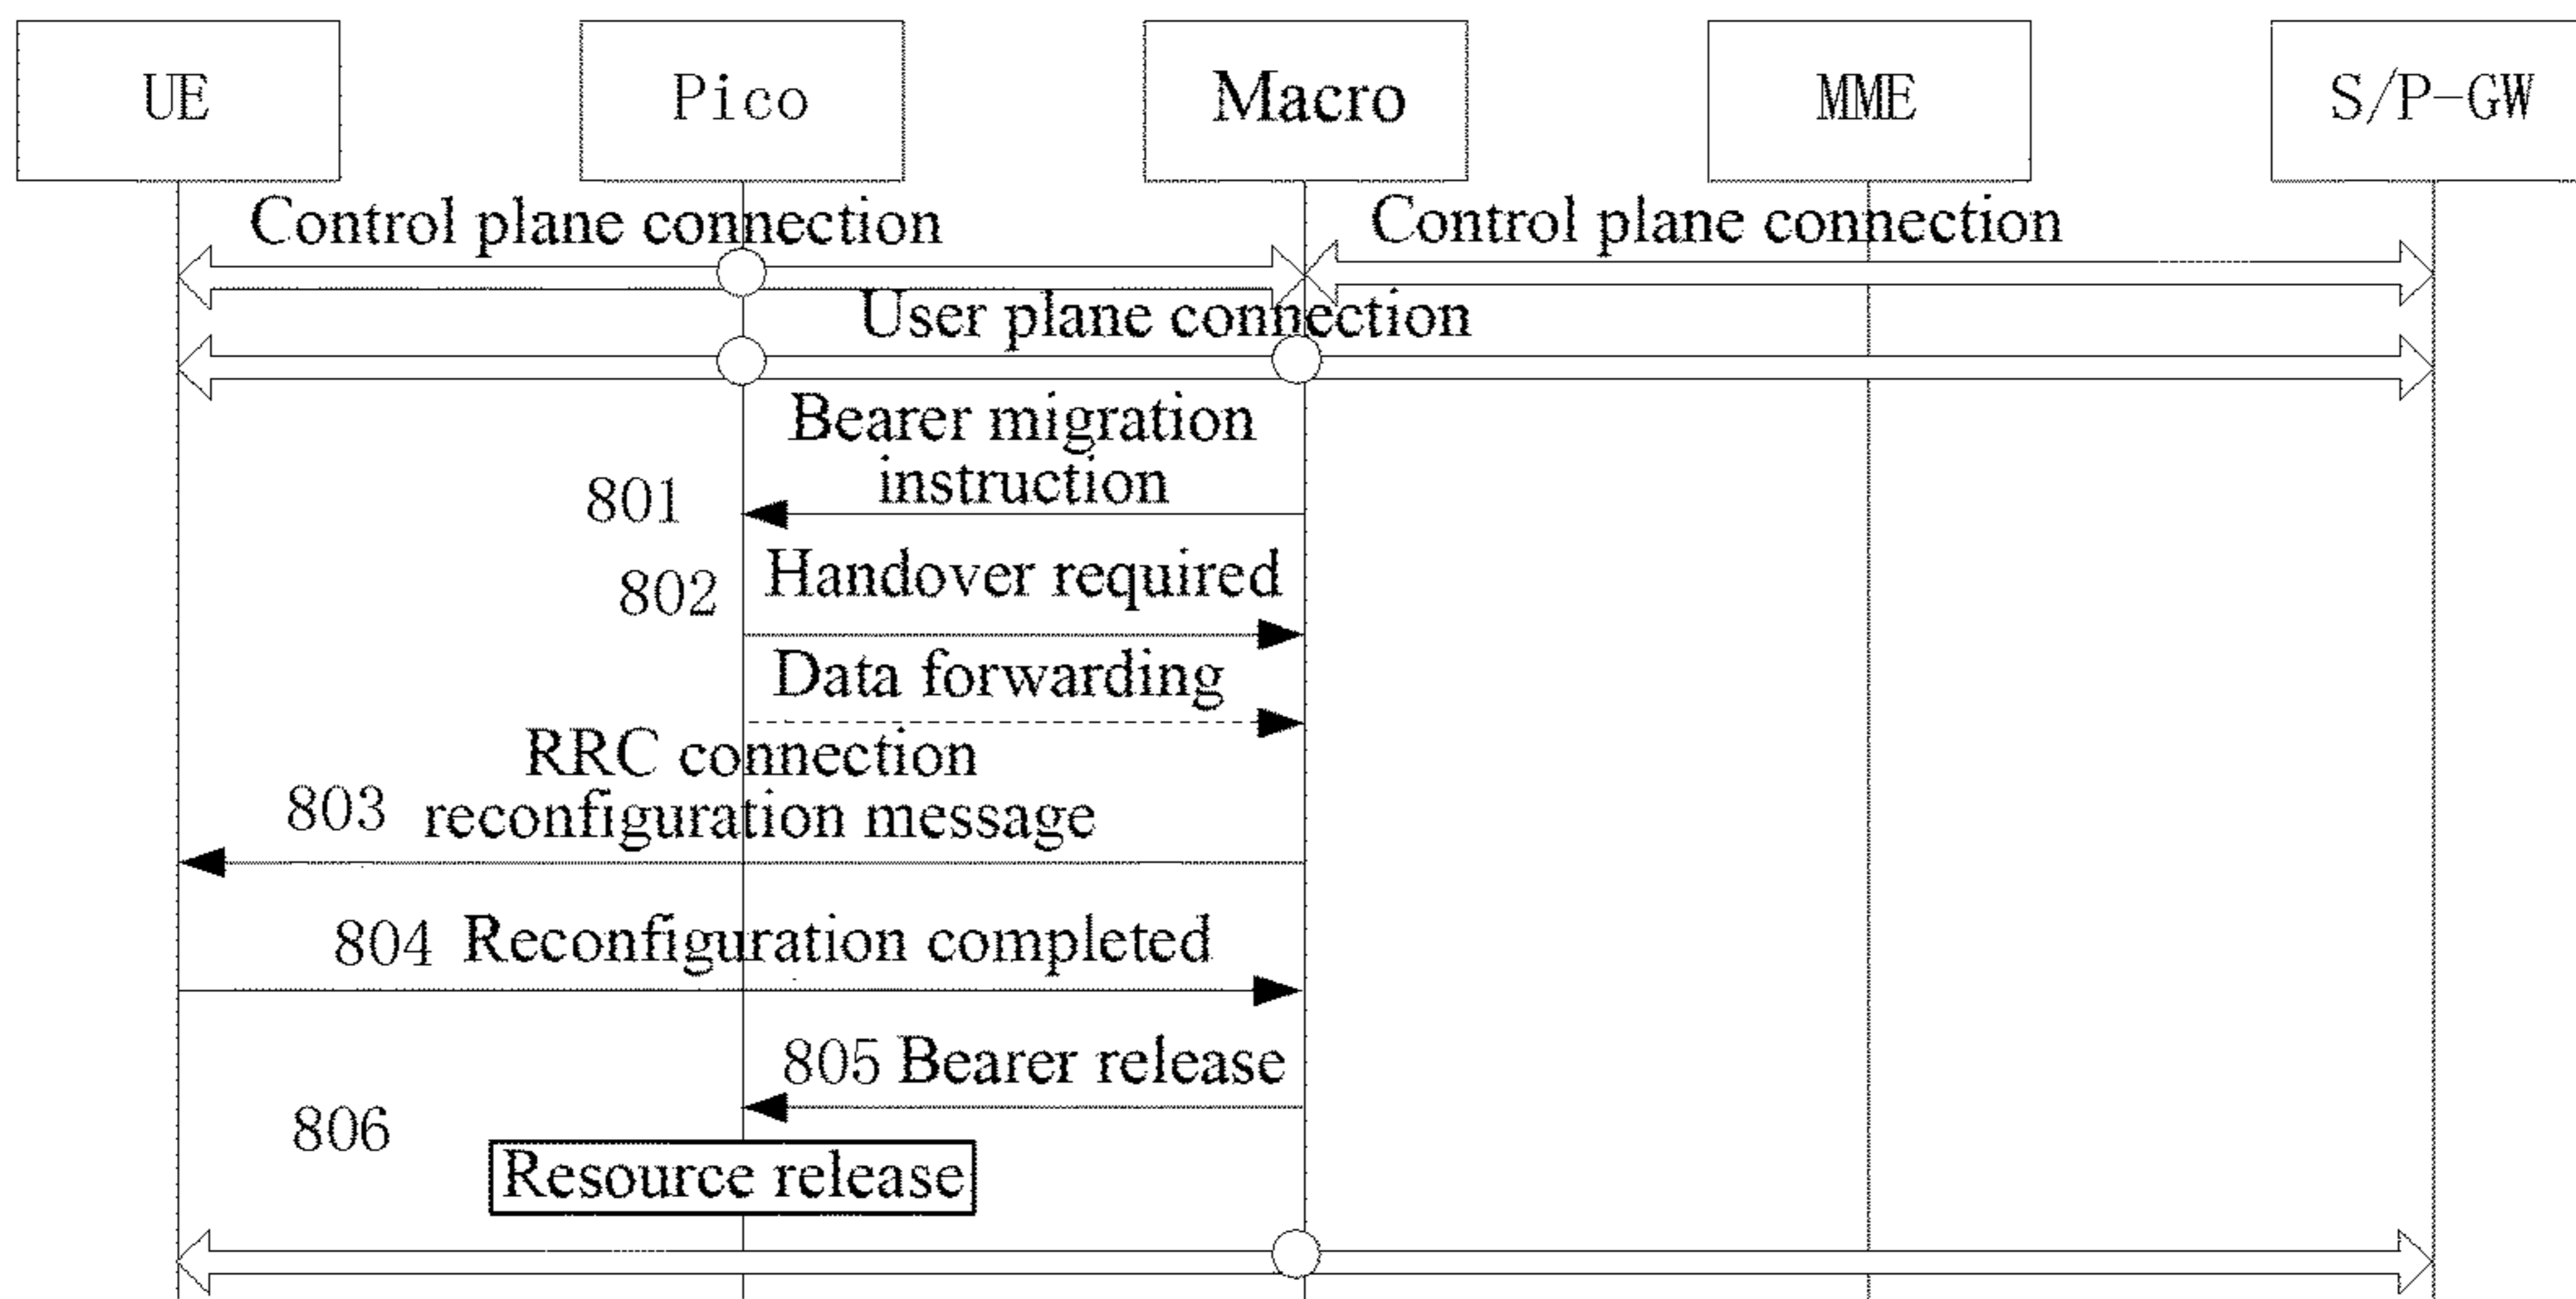 UE
Pico
Macro
MME
S/P-GW
Control plane connection
Control plane connection
User plane connection
Bearer migration
instruction
801
802
Handover required
Data forwarding
RRC connection
803
reconfiguration message
804
Reconfiguration completed
805
Bearer release
806
Resource release